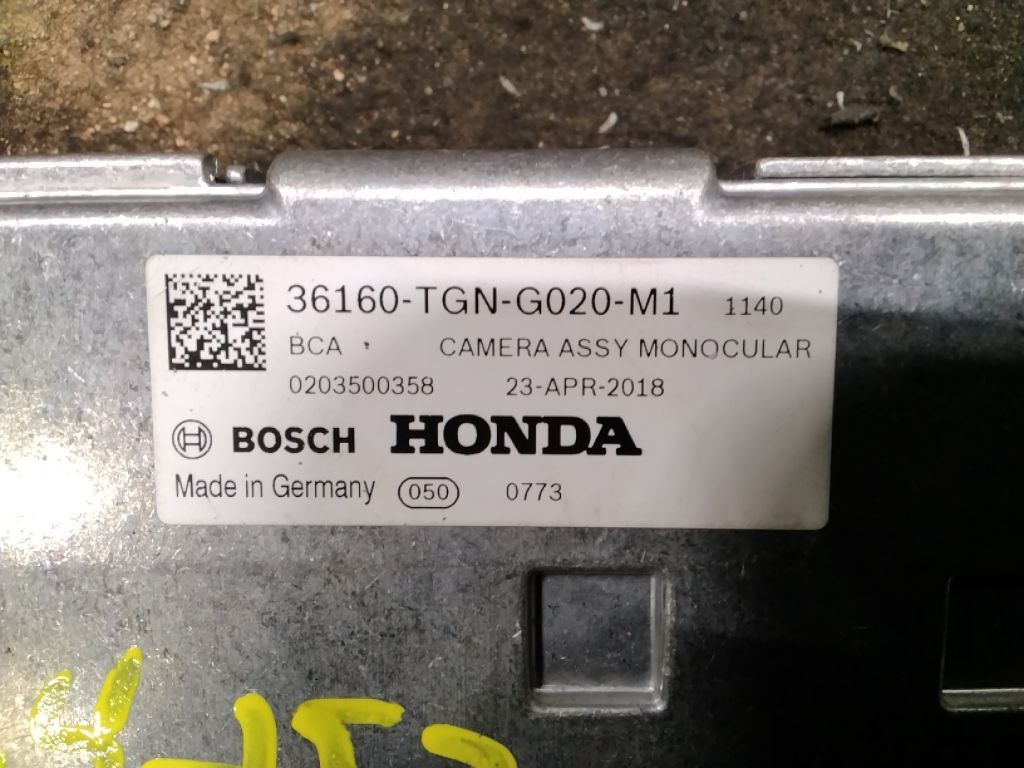 36160-TGN-G020-M1 1140
BCA CAMERA ASSY MONOCULAR
0203500358 23-APR-2018
BOSCH HONDA
Made in Germany 050 0773